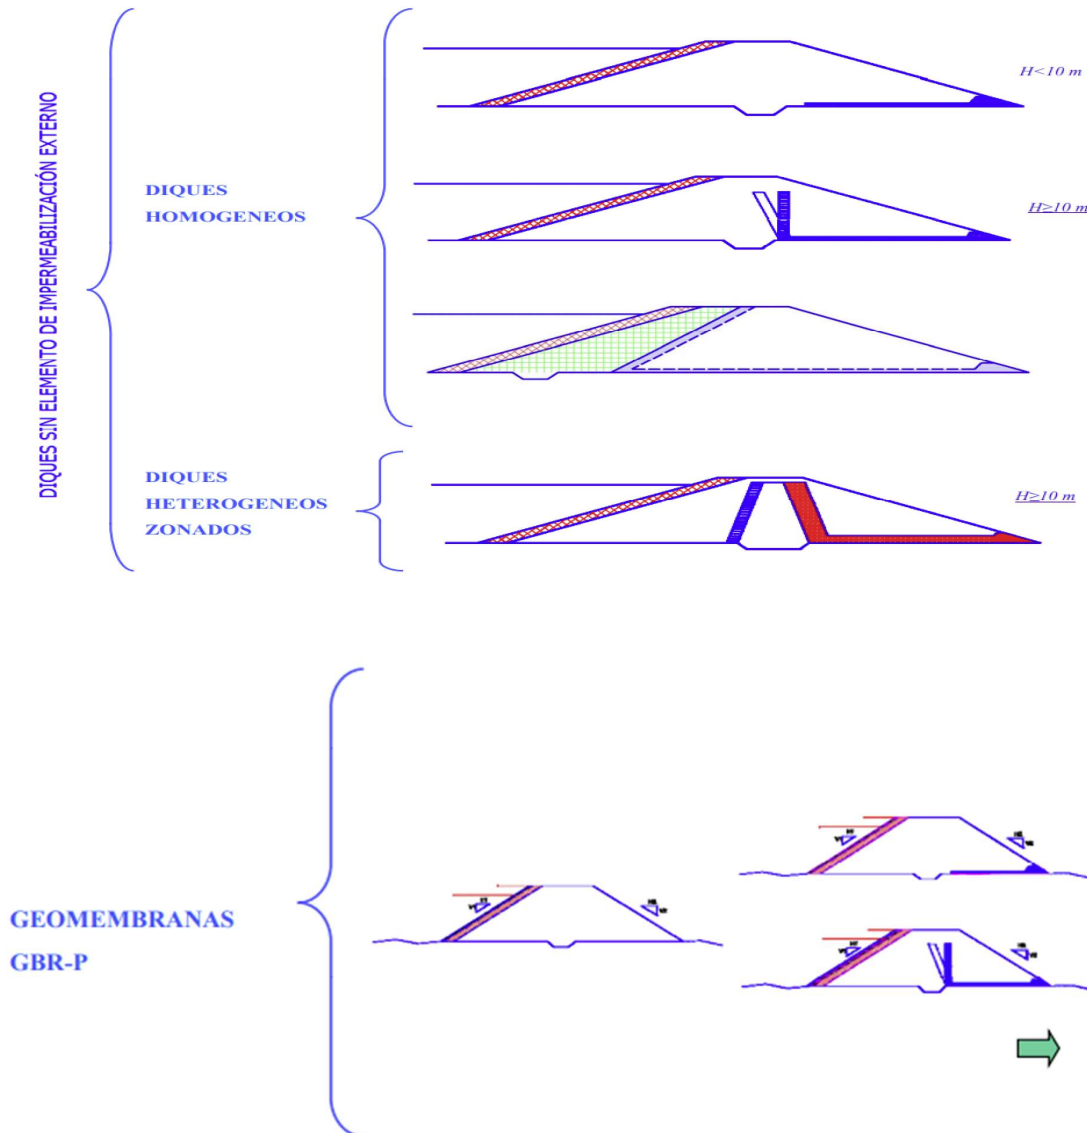 DIQUES SIN ELEMENTO DE IMPERMEABILIZACIÓN EXTERNO
DIQUES
HOMOGENEOS
H<10 m
H≥10 m
DIQUES
HETEROGENEOS
ZONADOS
H≥10 m
GEOMEMBRANAS
GBR-P